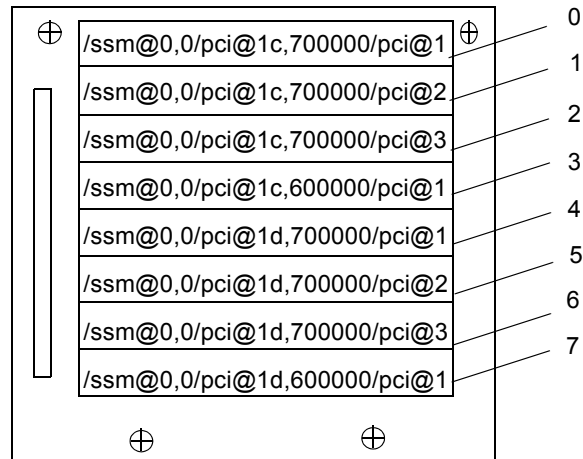 /ssm@0,0/pci@1c,700000/pci@1 0
/ssm@0,0/pci@1c,700000/pci@2 1
/ssm@0,0/pci@1c,700000/pci@3 2
/ssm@0,0/pci@1c,600000/pci@1 3
/ssm@0,0/pci@1d,700000/pci@1 4
/ssm@0,0/pci@1d,700000/pci@2 5
/ssm@0,0/pci@1d,700000/pci@3 6
/ssm@0,0/pci@1d,600000/pci@1 7